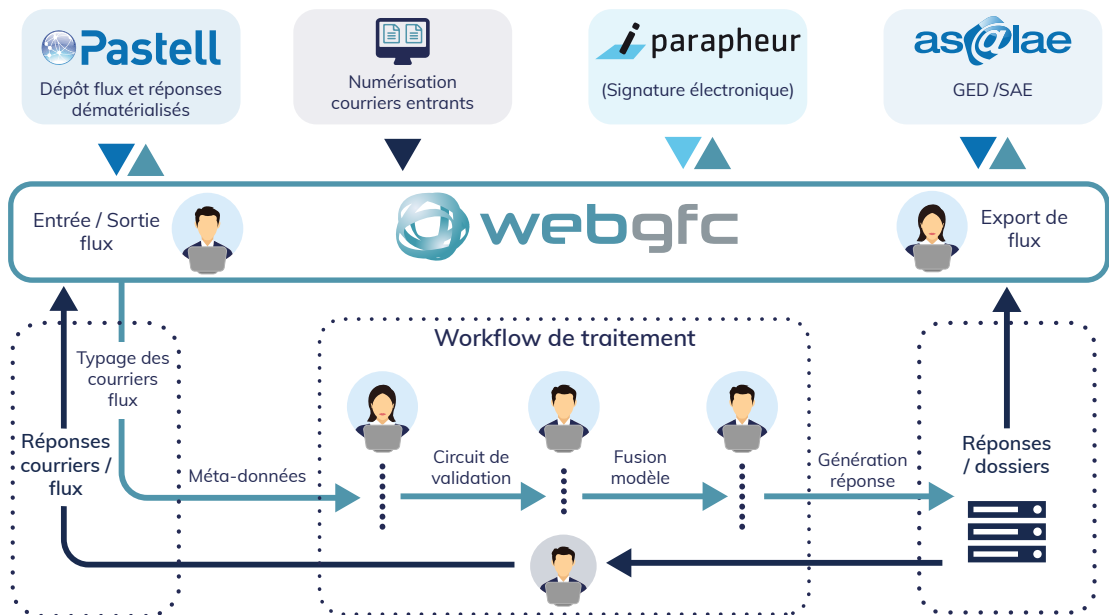 Pastell
Dépôt flux et réponses
dématérialisés
Numérisation
courriers entrants
i parapheur
(Signature électronique)
as@lae
GED /SAE
Entrée / Sortie
flux
webgfc
Export de
flux
Workflow de traitement
Typage des
courriers
flux
Réponses
courriers /
flux
Méta-données
Circuit de
validation
Fusion
modèle
Génération
réponse
Réponses
/ dossiers